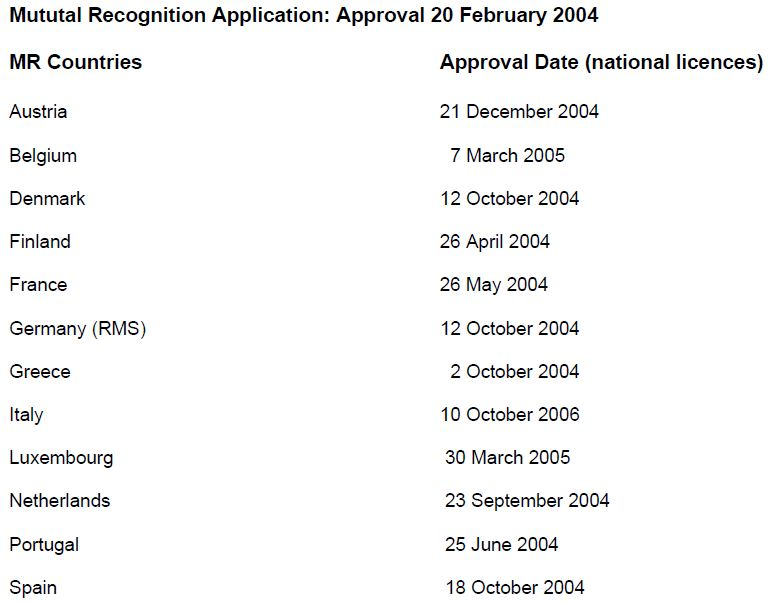 Mututal Recognition Application: Approval 20 February 2004
MR Countries Approval Date (national licences)
Austria 21 December 2004
Belgium 7 March 2005
Denmark 12 October 2004
Finland 26 April 2004
France 26 May 2004
Germany (RMS) 12 October 2004
Greece 2 October 2004
Italy 10 October 2006
Luxembourg 30 March 2005
Netherlands 23 September 2004
Portugal 25 June 2004
Spain 18 October 2004